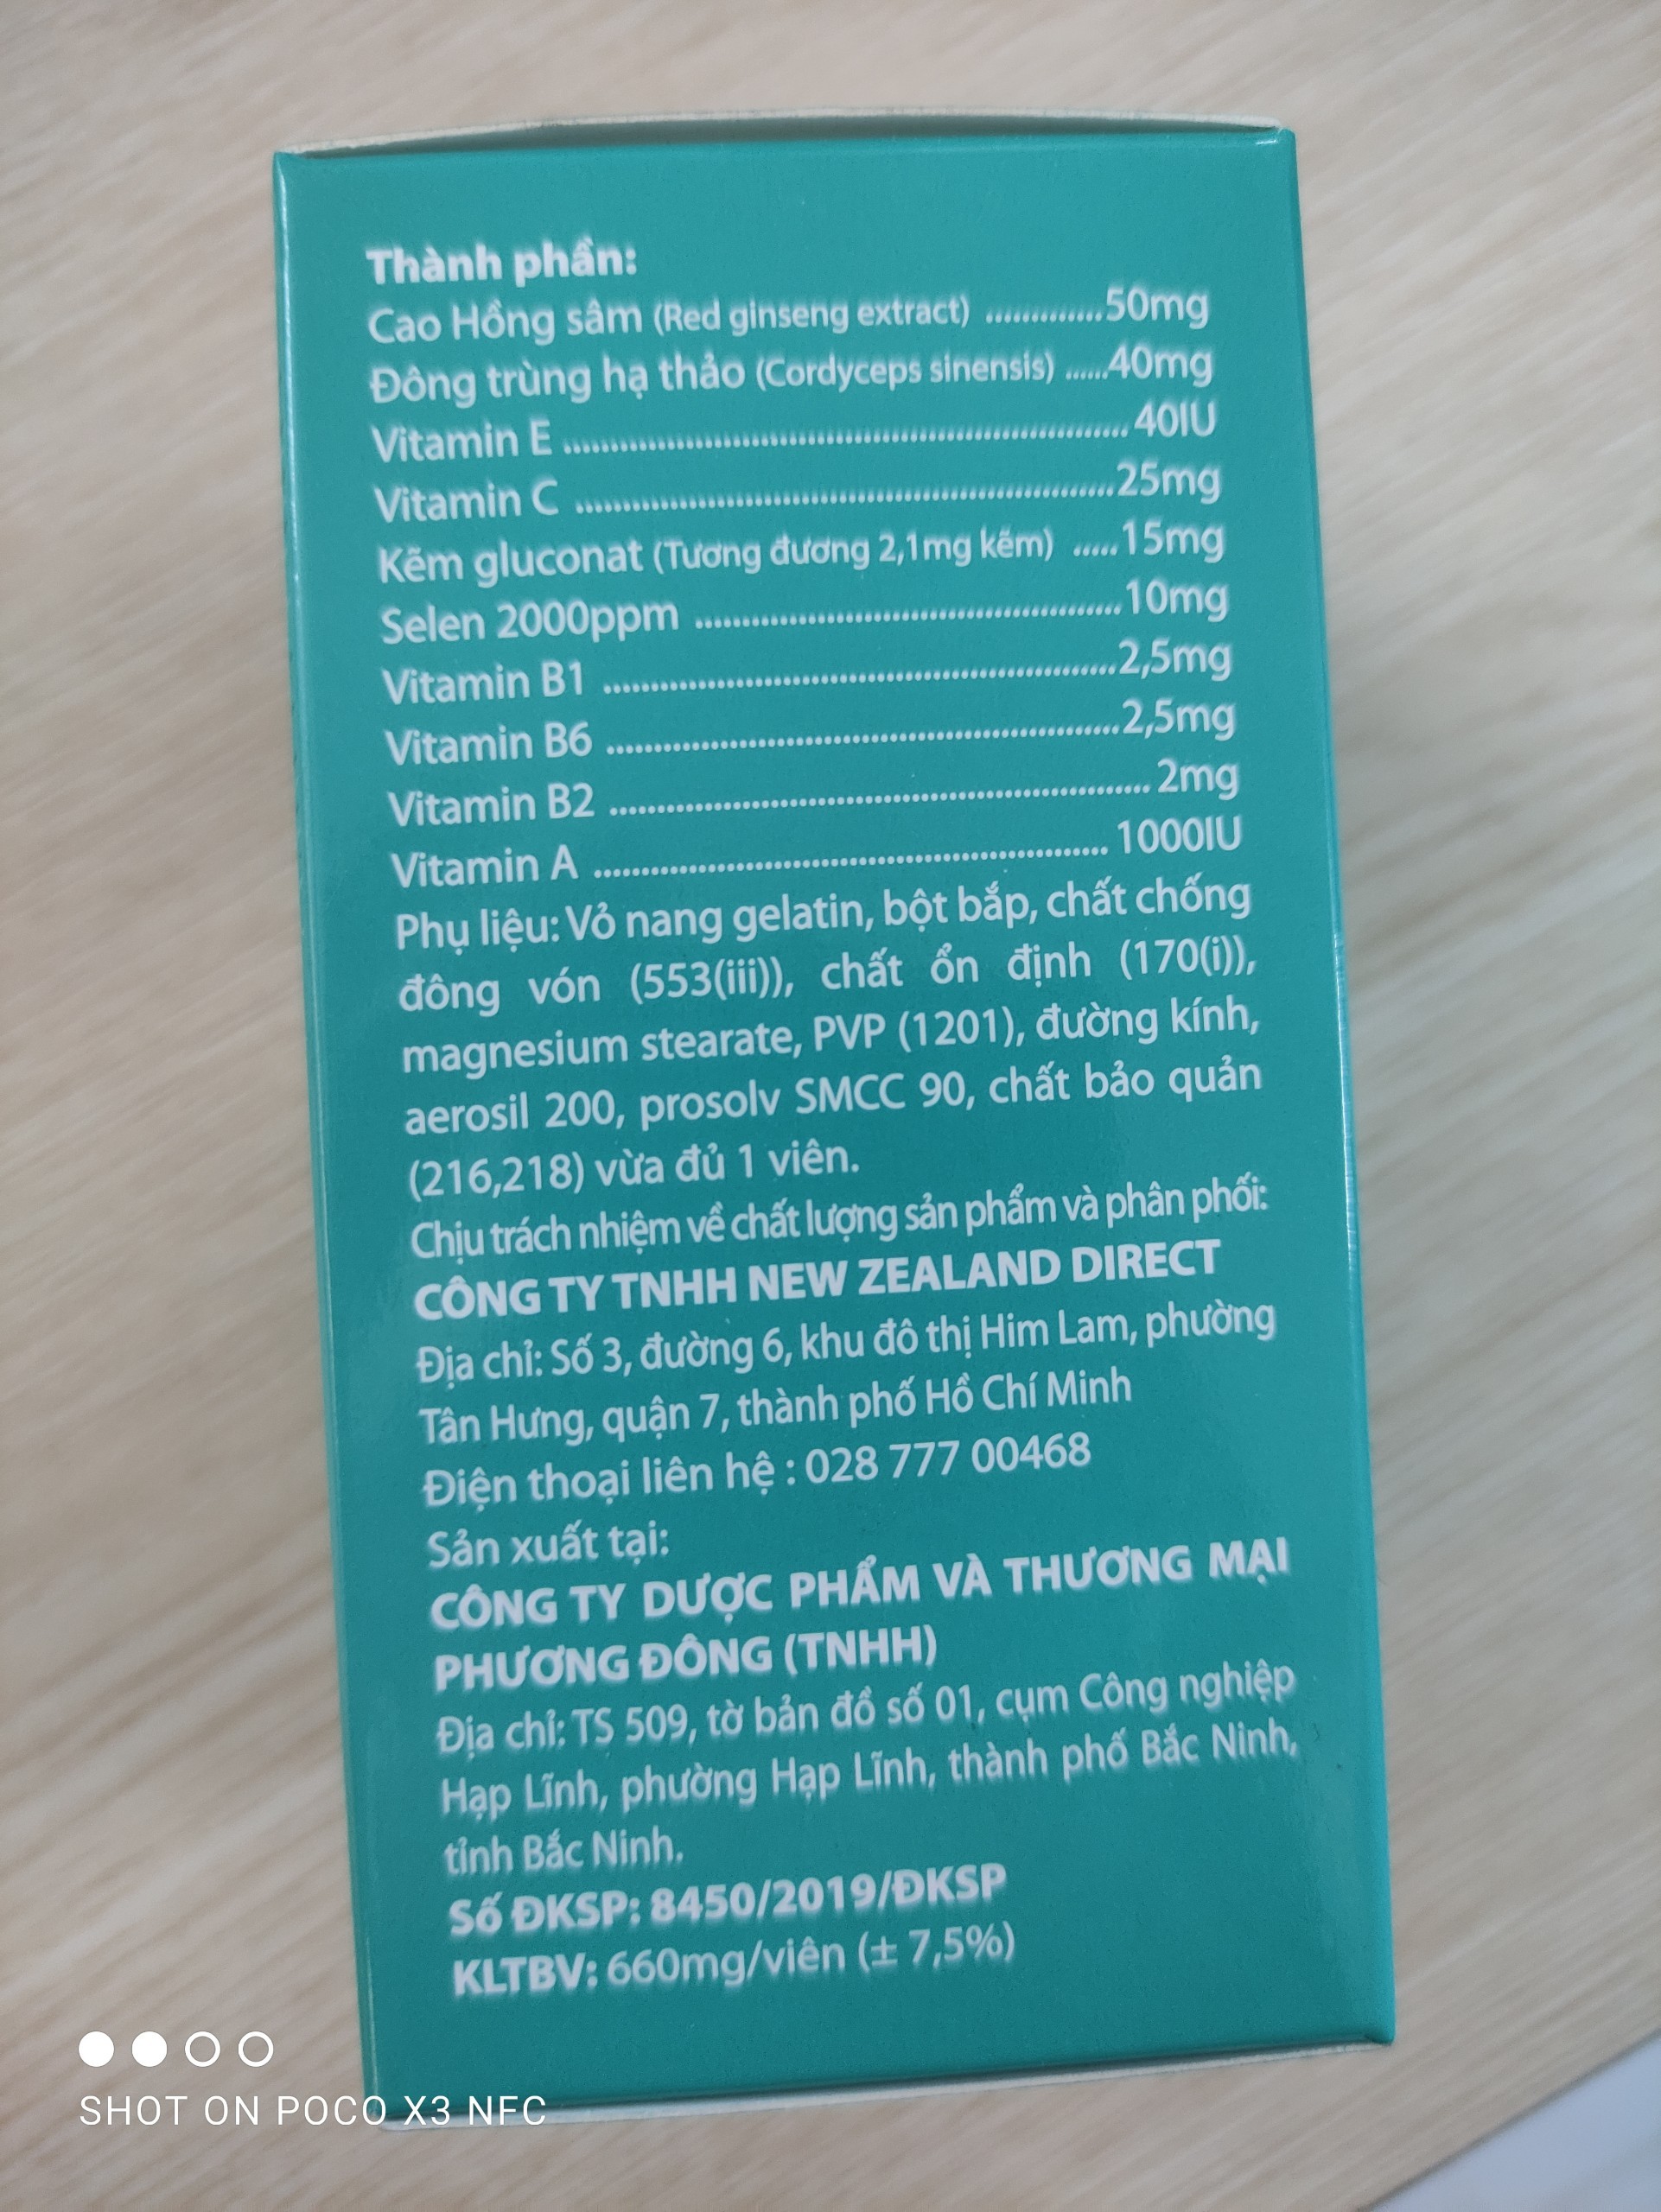 Thành phần:
Cao Hồng sâm (Red ginseng extract) .............50mg
Đông trùng hạ thảo (Cordyceps sinensis) ......40mg
Vitamin E ............................................................ 40IU
Vitamin C .........................................................25mg
Kẽm gluconat (Tương đương 2,1mg kẽm) .....15mg
Selen 2000ppm .............................................10mg
Vitamin B1 ......................................................2,5mg
Vitamin B6 ......................................................2,5mg
Vitamin B2 ......................................................... 2mg
Vitamin A ...................................................... 1000IU
Phụ liệu: Vỏ nang gelatin, bột bắp, chất chống
đông vón (553(iii)), chất ổn định (170(i)),
magnesium stearate, PVP (1201), đường kính,
aerosil 200, prosolv SMCC 90, chất bảo quản
(216,218) vừa đủ 1 viên.
Chịu trách nhiệm về chất lượng sản phẩm và phân phối:
CÔNG TY TNHH NEW ZEALAND DIRECT
Địa chỉ: Số 3, đường 6, khu đô thị Him Lam, phường
Tân Hưng, quận 7, thành phố Hồ Chí Minh
Điện thoại liên hệ : 028 777 00468
Sản xuất tại:
CÔNG TY DƯỢC PHẨM VÀ THƯƠNG MẠI
PHƯƠNG ĐÔNG (TNHH)
Địa chỉ: TS 509, tờ bản đồ số 01, cụm Công nghiệp
Hạp Lĩnh, phường Hạp Lĩnh, thành phố Bắc Ninh,
tỉnh Bắc Ninh.
Số ĐKSP: 8450/2019/ĐKSP
KLTBV: 660mg/viên (± 7,5%)
SHOT ON POCO X3 NFC